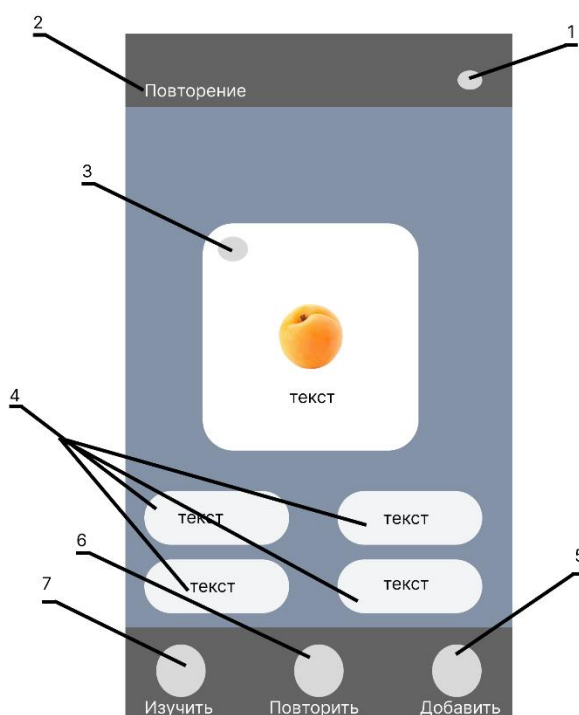 2
1
Повторение
3
текст
4
текст
текст
6
5
текст
текст
7
Изучить
Повторить
Добавить